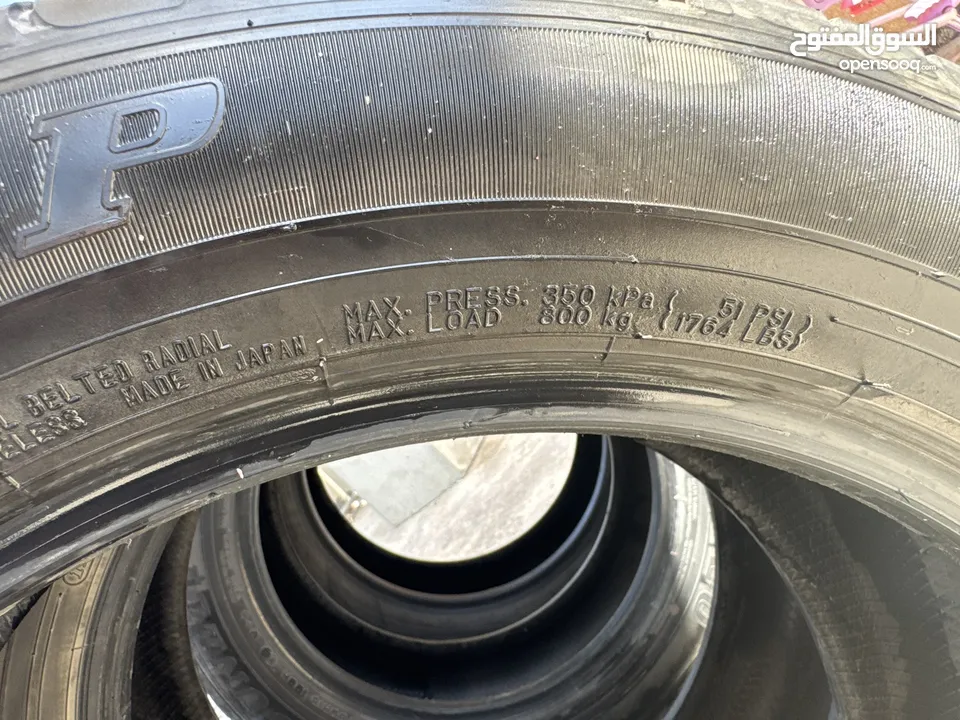 السوق المفتوح
opensooq.com
P
MAX. PRESS. 350 kPa { 51 PSI }
MAX. LOAD 800 kg { 1764 LBS }
BELTED RADIAL
MADE IN JAPAN